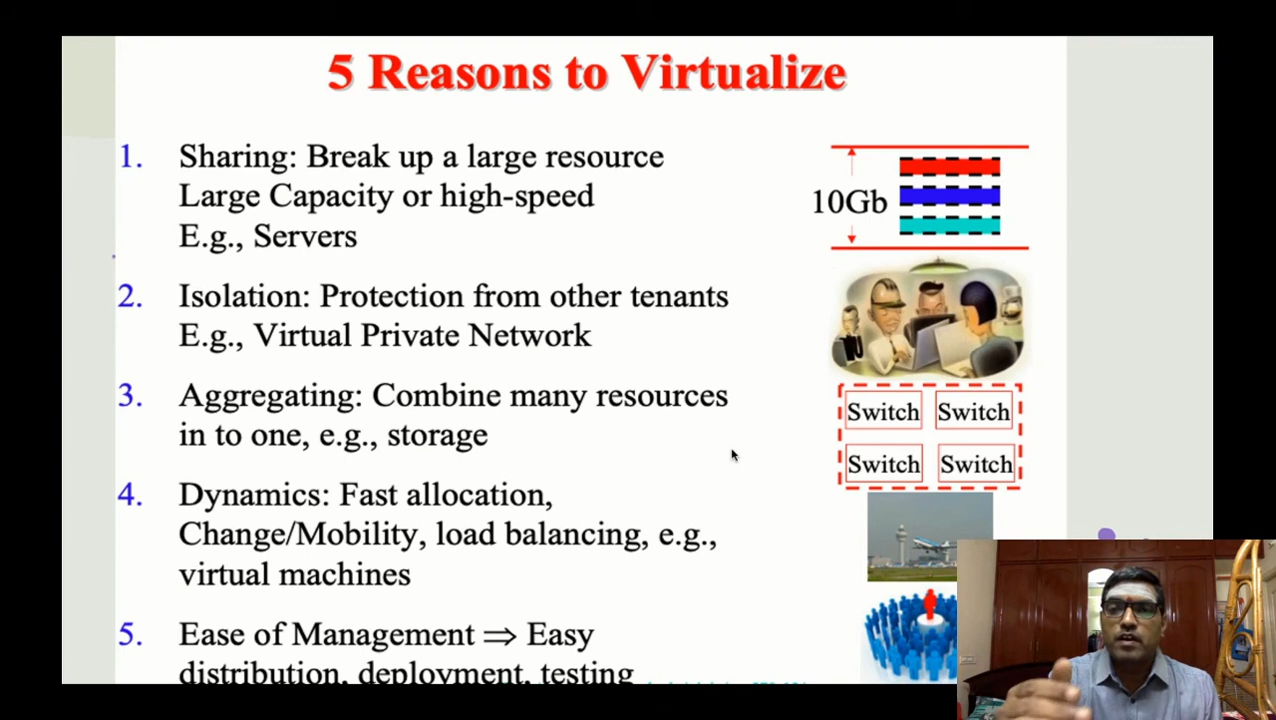 5 Reasons to Virtualize
1. Sharing: Break up a large resource
Large Capacity or high-speed
E.g., Servers
10Gb
2. Isolation: Protection from other tenants
E.g., Virtual Private Network
3. Aggregating: Combine many resources
in to one, e.g., storage
Switch Switch
Switch Switch
4. Dynamics: Fast allocation,
Change/Mobility, load balancing, e.g.,
virtual machines
5. Ease of Management ⇒ Easy
distribution, deployment, testing